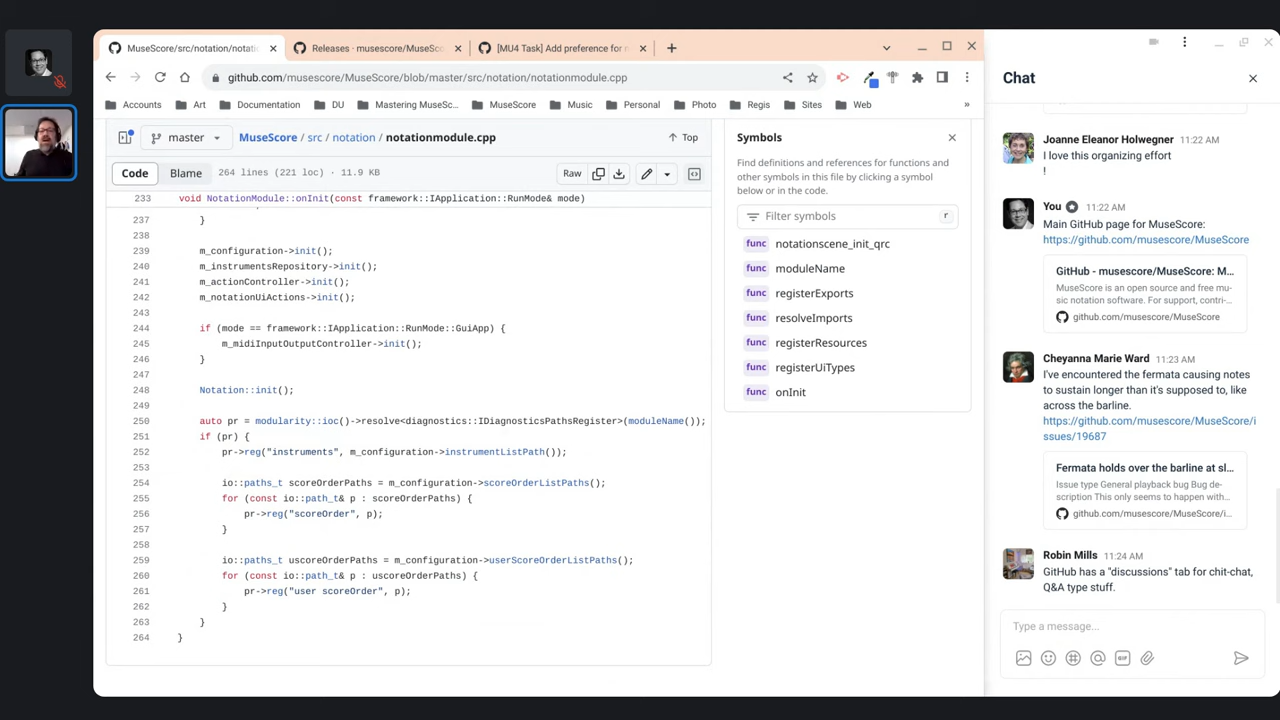 MuseScore/src/notation/notatio
Releases · musescore/MuseSco
[MU4 Task] Add preference for n
github.com/musescore/MuseScore/blob/master/src/notation/notationmodule.cpp
Accounts
Art
Documentation
DU
Mastering MuseSc...
MuseScore
Music
Personal
Photo
Regis
Sites
Web
»
master
MuseScore / src / notation / notationmodule.cpp
Top
Code
Blame
264 lines (221 loc) · 11.9 KB
Raw
233 void NotationModule::onInit(const framework::IApplication::RunMode& mode)
237 }
238
239 m_configuration->init();
240 m_instrumentsRepository->init();
241 m_actionController->init();
242 m_notationUiActions->init();
243
244 if (mode == framework::IApplication::RunMode::GuiApp) {
245 m_midiInputOutputController->init();
246 }
247
248 Notation::init();
249
250 auto pr = modularity::ioc()->resolve<diagnostics::IDiagnosticsPathsRegister>(moduleName());
251 if (pr) {
252 pr->reg("instruments", m_configuration->instrumentListPath());
253
254 io::paths_t scoreOrderPaths = m_configuration->scoreOrderListPaths();
255 for (const io::path_t& p : scoreOrderPaths) {
256 pr->reg("scoreOrder", p);
257 }
258
259 io::paths_t uscoreOrderPaths = m_configuration->userScoreOrderListPaths();
260 for (const io::path_t& p : uscoreOrderPaths) {
261 pr->reg("user scoreOrder", p);
262 }
263 }
264 }
Symbols
Find definitions and references for functions and
other symbols in this file by clicking a symbol
below or in the code.
Filter symbols
r
func notationscene_init_qrc
func moduleName
func registerExports
func resolveImports
func registerResources
func registerUiTypes
func onInit
Chat
Joanne Eleanor Holwegner 11:22 AM
I love this organizing effort
!
You 11:22 AM
Main GitHub page for MuseScore:
https://github.com/musescore/MuseScore
GitHub - musescore/MuseScore: M...
MuseScore is an open source and free mu-
sic notation software. For support, contri-...
github.com/musescore/MuseScore
Cheyanna Marie Ward 11:23 AM
I've encountered the fermata causing notes
to sustain longer than it's supposed to, like
across the barline.
https://github.com/musescore/MuseScore/i
ssues/19687
Fermata holds over the barline at sl...
Issue type General playback bug Bug de-
scription This only seems to happen with...
github.com/musescore/MuseScore/i...
Robin Mills 11:24 AM
GitHub has a "discussions" tab for chit-chat,
Q&A type stuff.
Type a message...
GIF